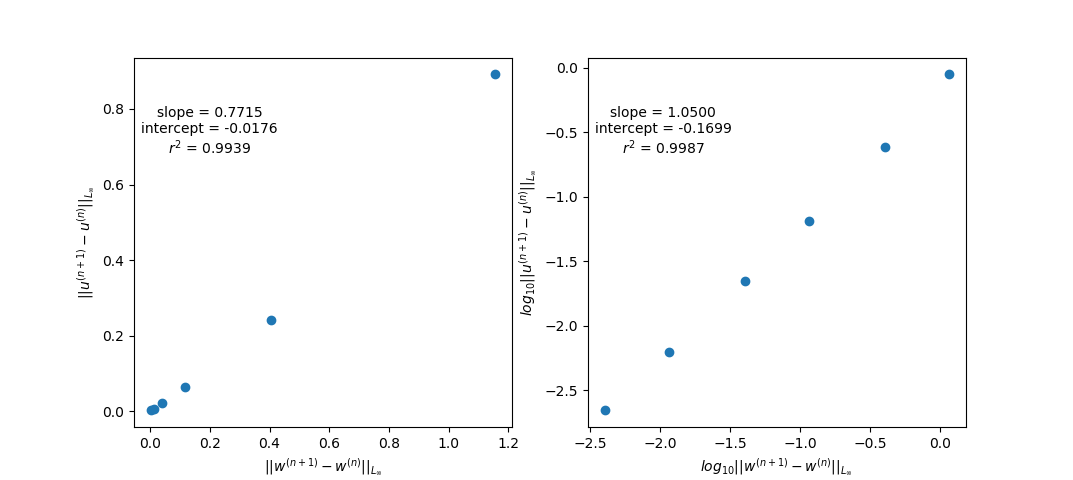 slope = 0.7715
intercept = -0.0176
r² = 0.9939
0.8
0.6
0.4
0.2
0.0
||u⁽ⁿ⁺¹⁾ − u⁽ⁿ⁾||_{L∞}
0.0 0.2 0.4 0.6 0.8 1.0 1.2
||w⁽ⁿ⁺¹⁾ − w⁽ⁿ⁾||_{L∞}
slope = 1.0500
intercept = -0.1699
r² = 0.9987
0.0
−0.5
−1.0
−1.5
−2.0
−2.5
log₁₀||u⁽ⁿ⁺¹⁾ − u⁽ⁿ⁾||_{L∞}
−2.5 −2.0 −1.5 −1.0 −0.5 0.0
log₁₀||w⁽ⁿ⁺¹⁾ − w⁽ⁿ⁾||_{L∞}